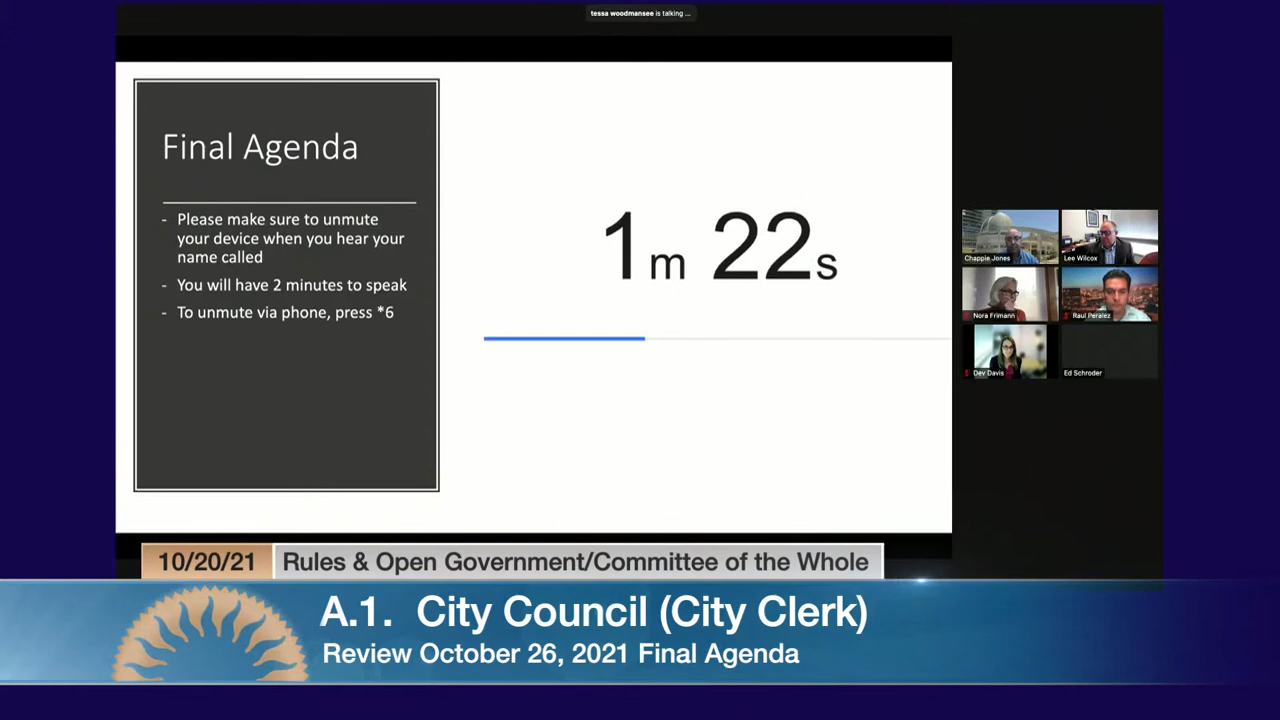 tessa woodmansee is talking ...
Final Agenda
- Please make sure to unmute
your device when you hear your
name called
- You will have 2 minutes to speak
- To unmute via phone, press *6
1m 22s
Chappie Jones
Lee Wilcox
Nora Frimann
Raul Peralez
Dev Davis
Ed Schroder
10/20/21
Rules & Open Government/Committee of the Whole
A.1. City Council (City Clerk)
Review October 26, 2021 Final Agenda